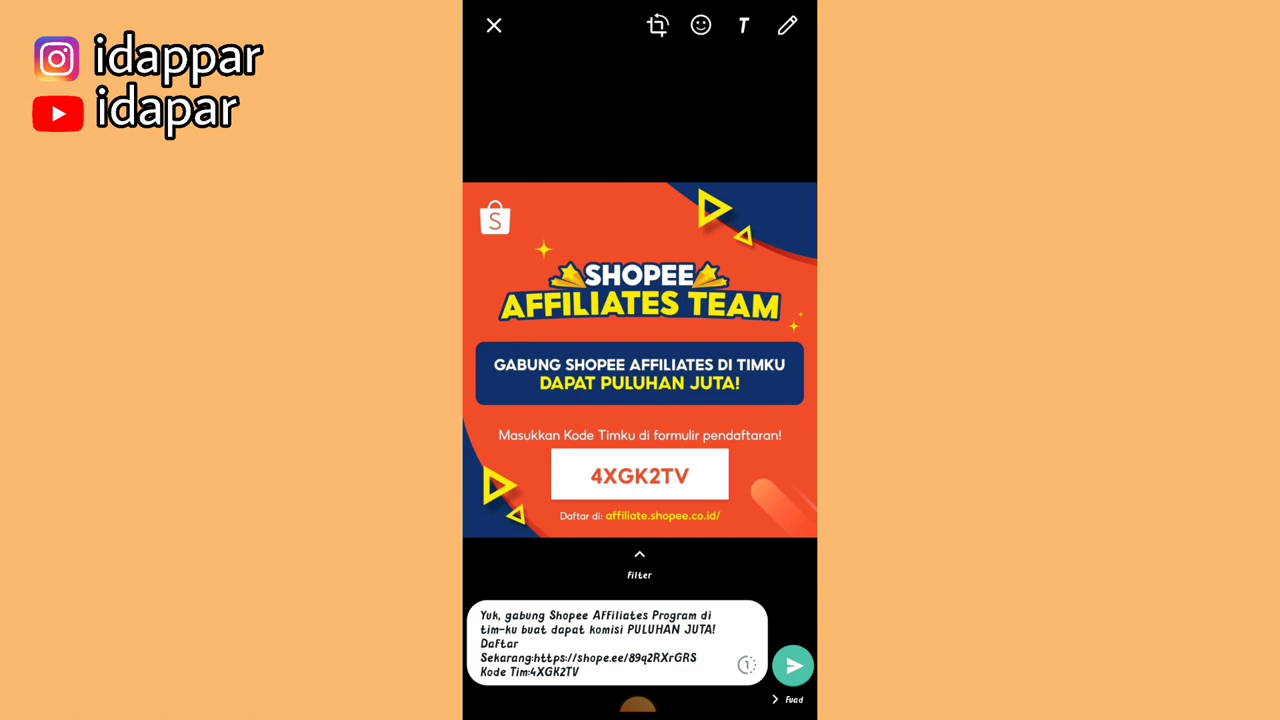 idappar
idapar
T
S
SHOPEE
AFFILIATES TEAM
GABUNG SHOPEE AFFILIATES DI TIMKU
DAPAT PULUHAN JUTA!
Masukkan Kode Timku di formulir pendaftaran!
4XGK2TV
Daftar di: affiliate.shopee.co.id/
Filter
Yuk, gabung Shopee Affiliates Program di
tim-ku buat dapat komisi PULUHAN JUTA!
Daftar
Sekarang:https://shope.ee/89q2RXrGRS
Kode Tim:4XGK2TV
1
Fuad